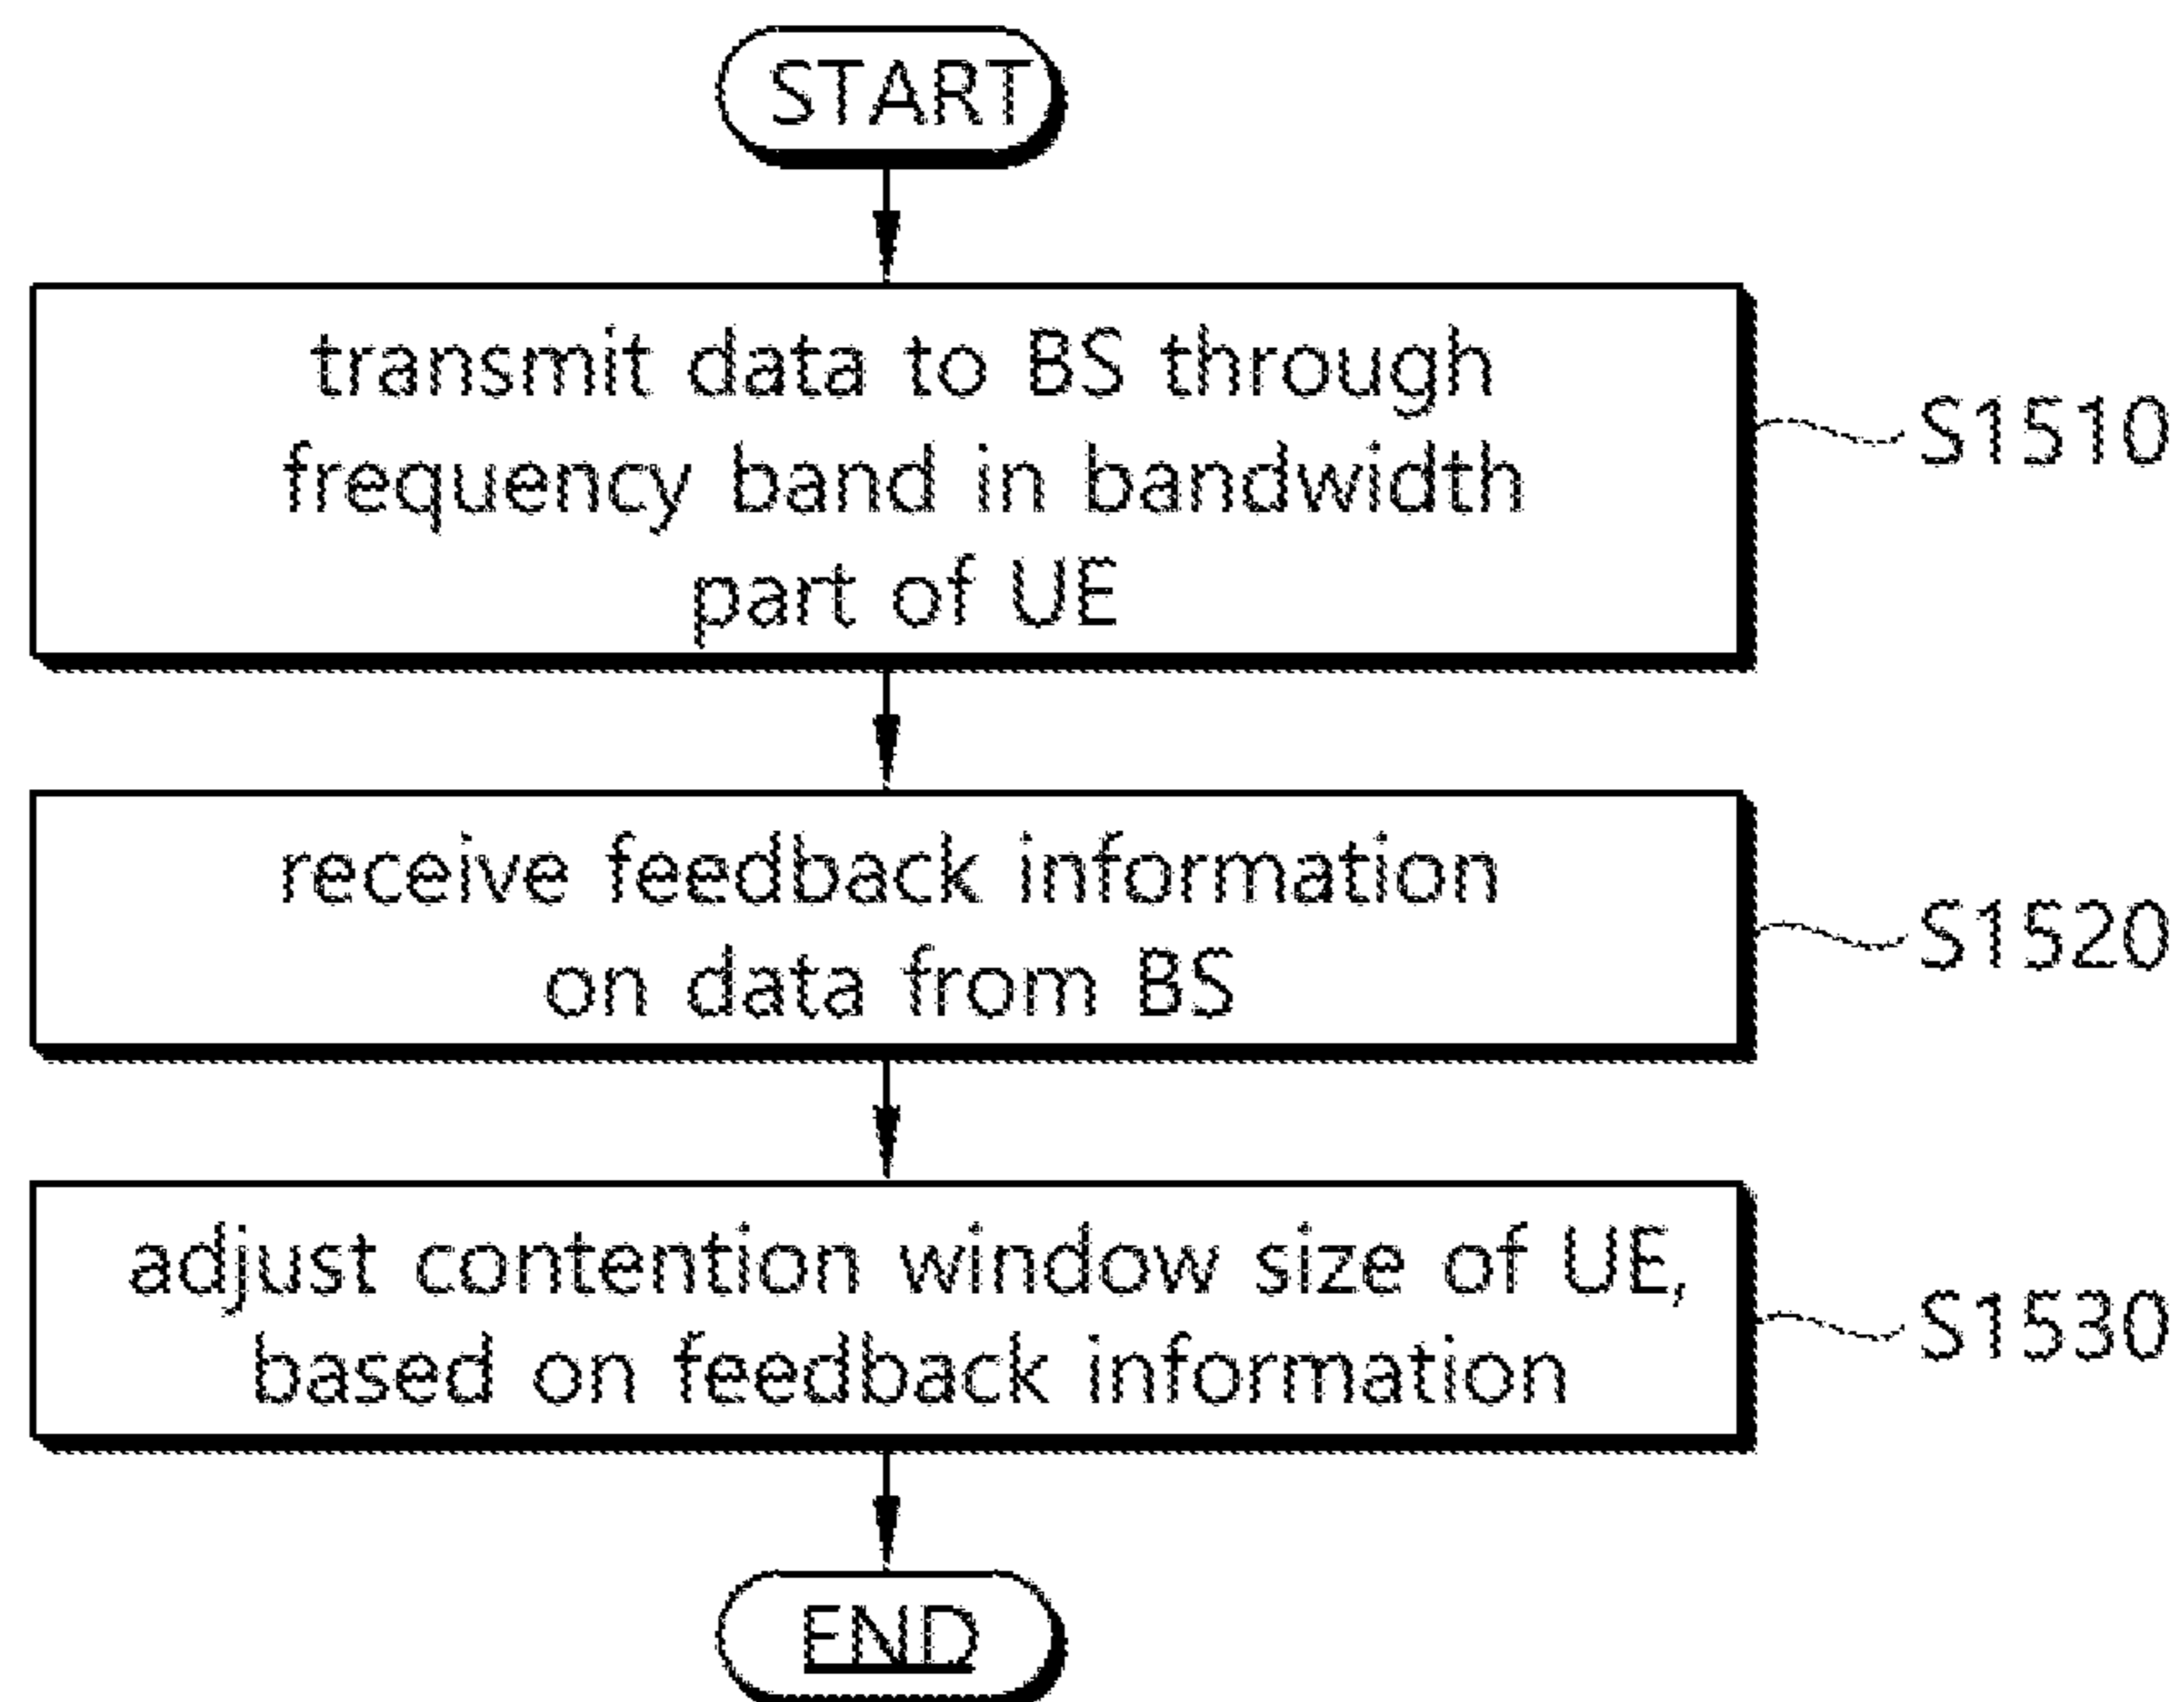 START
transmit data to BS through
frequency band in bandwidth
part of UE
S1510
receive feedback information
on data from BS
S1520
adjust contention window size of UE,
based on feedback information
S1530
END